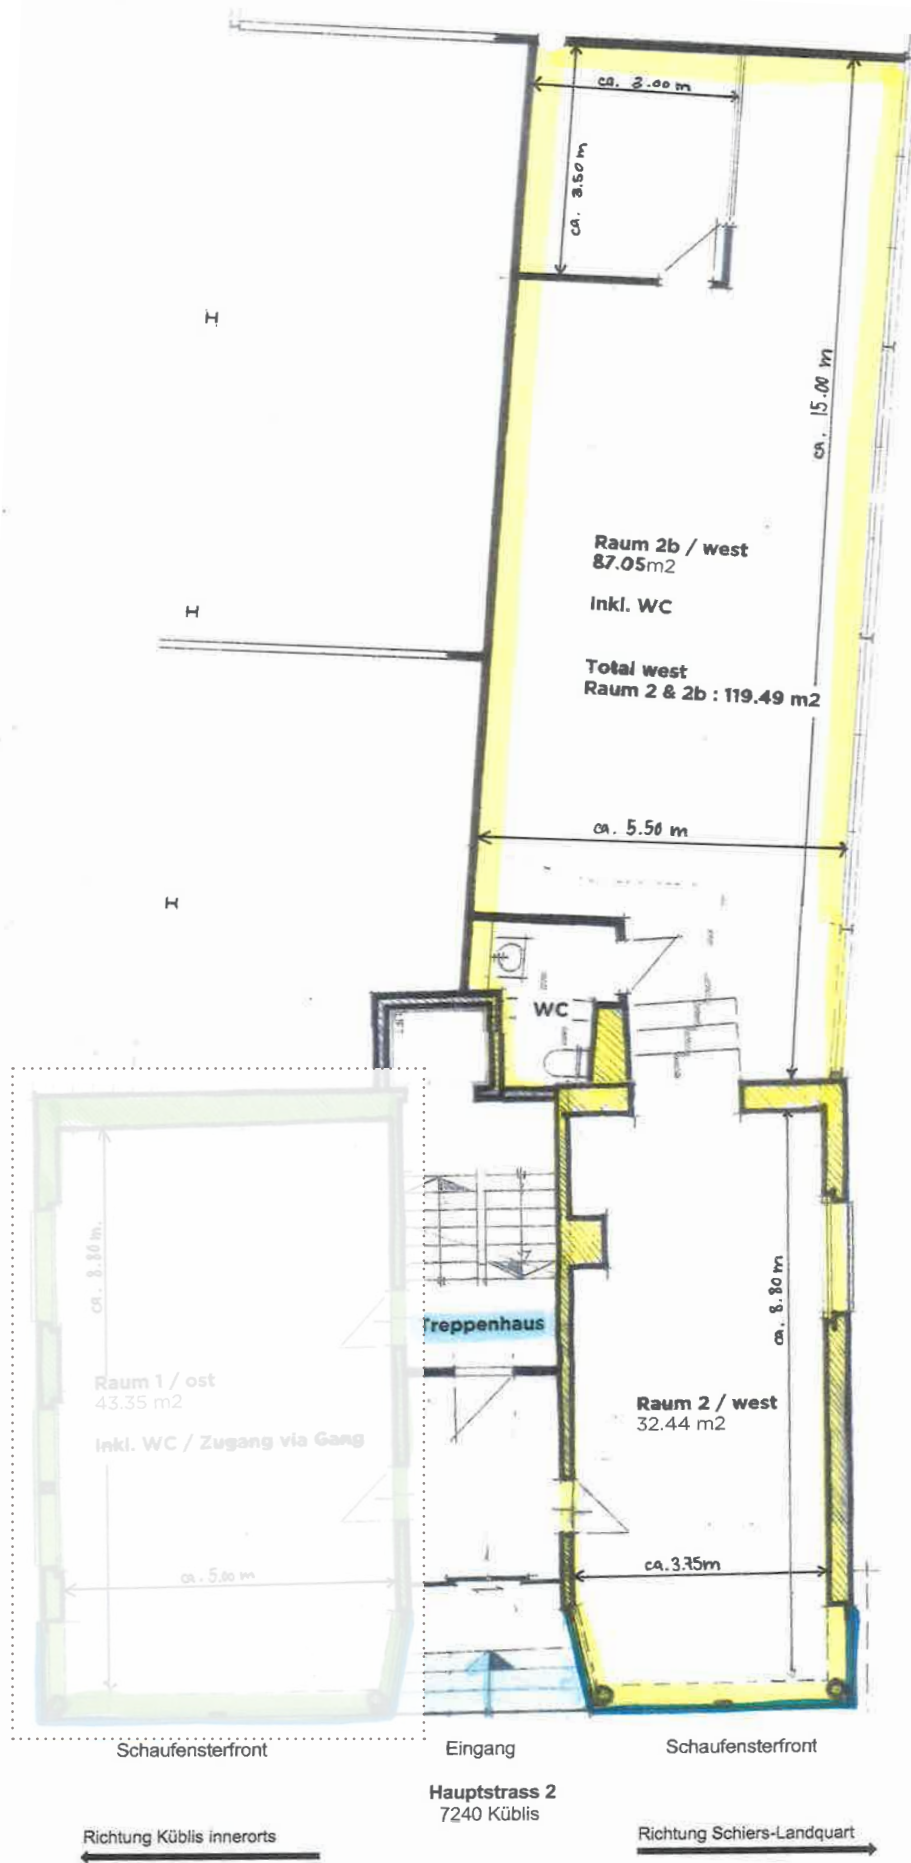 ca. 3.00 m
ca. 3.50 m
ca. 15.00 m
Raum 2b / west
87.05m2
Inkl. WC
Total west
Raum 2 & 2b : 119.49 m2
ca. 5.50 m
WC
Treppenhaus
ca. 8.80 m.
ca. 8.80 m
Raum 1 / ost
43.35 m2
Inkl. WC / Zugang via Gang
Raum 2 / west
32.44 m2
ca. 5.00 m
ca. 3.75m
Schaufensterfront
Eingang
Schaufensterfront
Hauptstrass 2
7240 Küblis
Richtung Küblis innerorts
Richtung Schiers-Landquart